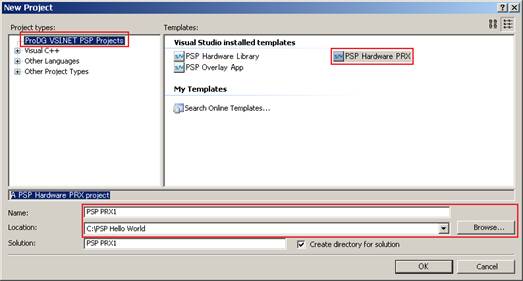 New Project
Project types:
Templates:
ProDG VSI.NET PSP Projects
Visual C++
Other Languages
Other Project Types
Visual Studio installed templates
PSP Hardware Library
PSP Hardware PRX
PSP Overlay App
My Templates
Search Online Templates...
A PSP Hardware PRX project
Name:
PSP PRX1
Location:
C:\PSP Hello World
Browse...
Solution:
PSP PRX1
Create directory for solution
OK
Cancel